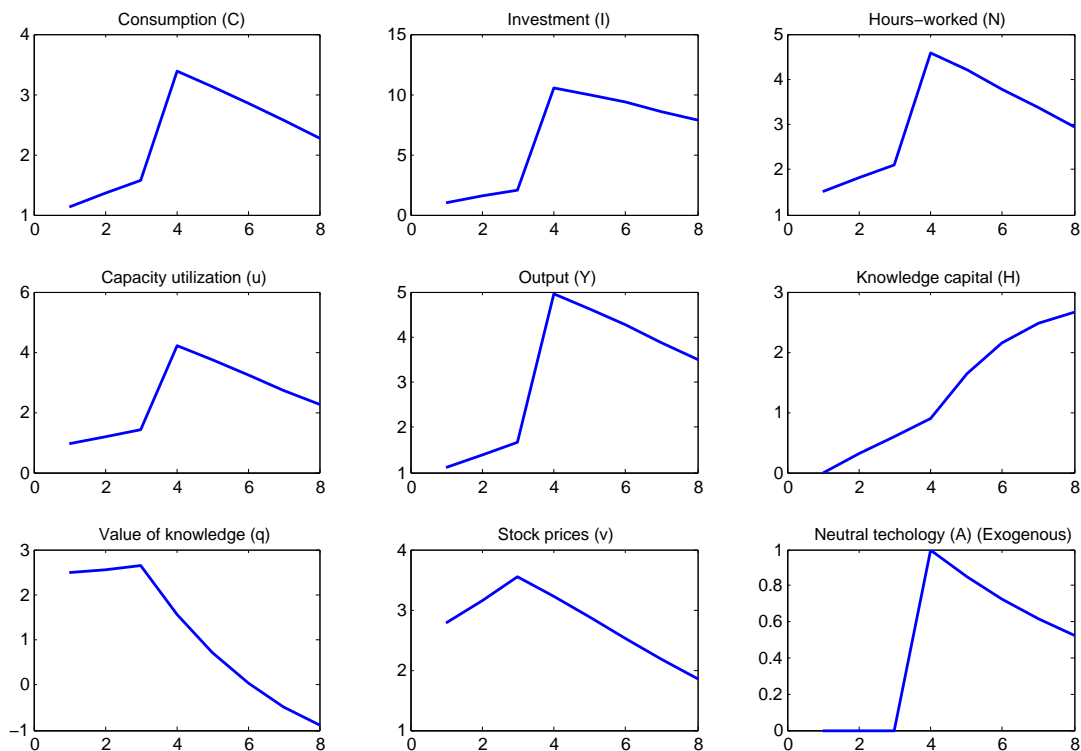 Consumption (C)
4
3
2
1
0 2 4 6 8
Investment (I)
15
10
5
0
0 2 4 6 8
Hours−worked (N)
5
4
3
2
1
0 2 4 6 8
Capacity utilization (u)
6
4
2
0
0 2 4 6 8
Output (Y)
5
4
3
2
1
0 2 4 6 8
Knowledge capital (H)
3
2
1
0
0 2 4 6 8
Value of knowledge (q)
3
2
1
0
−1
0 2 4 6 8
Stock prices (v)
4
3
2
1
0 2 4 6 8
Neutral techology (A) (Exogenous)
1
0.8
0.6
0.4
0.2
0
0 2 4 6 8